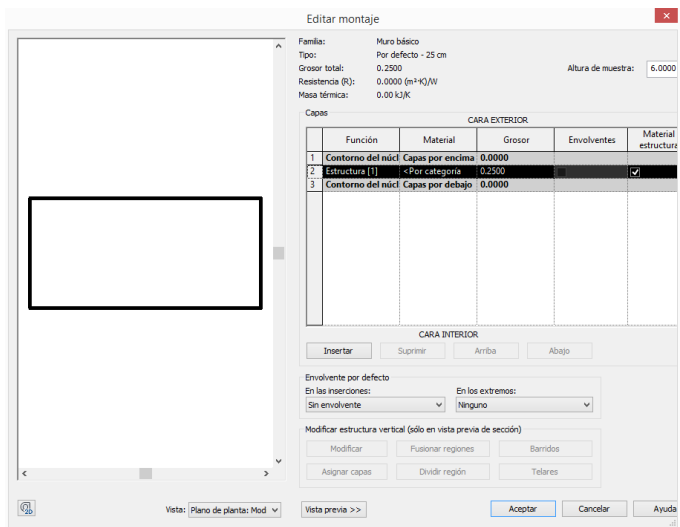 Editar montaje
Familia: Muro básico
Tipo: Por defecto - 25 cm
Grosor total: 0.2500 Altura de muestra: 6.0000
Resistencia (R): 0.0000 (m²·K)/W
Masa térmica: 0.00 kJ/K
Capas
CARA EXTERIOR
Función Material Grosor Envolventes Material estructura
1 Contorno del núcl Capas por encima 0.0000
2 Estructura [1] <Por categoría 0.2500
3 Contorno del núcl Capas por debajo 0.0000
CARA INTERIOR
Insertar Suprimir Arriba Abajo
Envolvente por defecto
En las inserciones: En los extremos:
Sin envolvente Ninguno
Modificar estructura vertical (sólo en vista previa de sección)
Modificar Fusionar regiones Barridos
Asignar capas Dividir región Telares
Vista: Plano de planta: Mod Vista previa >> Aceptar Cancelar Ayuda